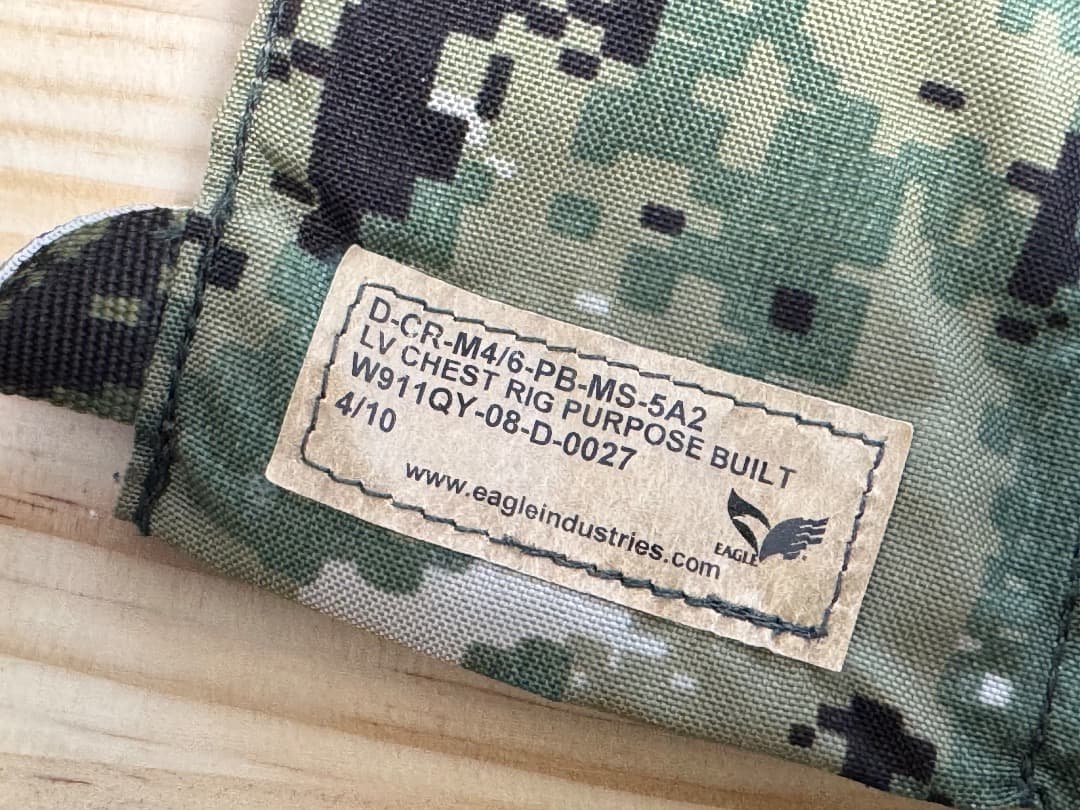 D-CR-M4/6-PB-MS-5A2
LV CHEST RIG PURPOSE BUILT
W911QY-08-D-0027
4/10
www.eagleindustries.com
EAGLE